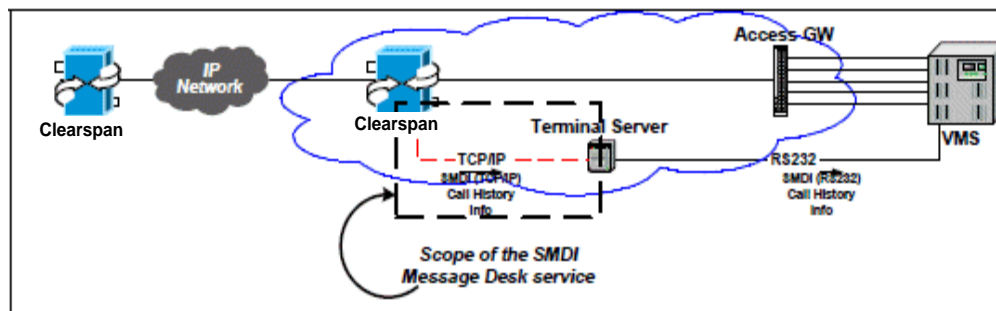 Access GW
IP
Network
Clearspan
Clearspan
Terminal Server
VMS
TCP/IP
SMDI (TCP/IP)
Call History
Info
RS232
SMDI (RS232)
Call History
Info
Scope of the SMDI
Message Desk service